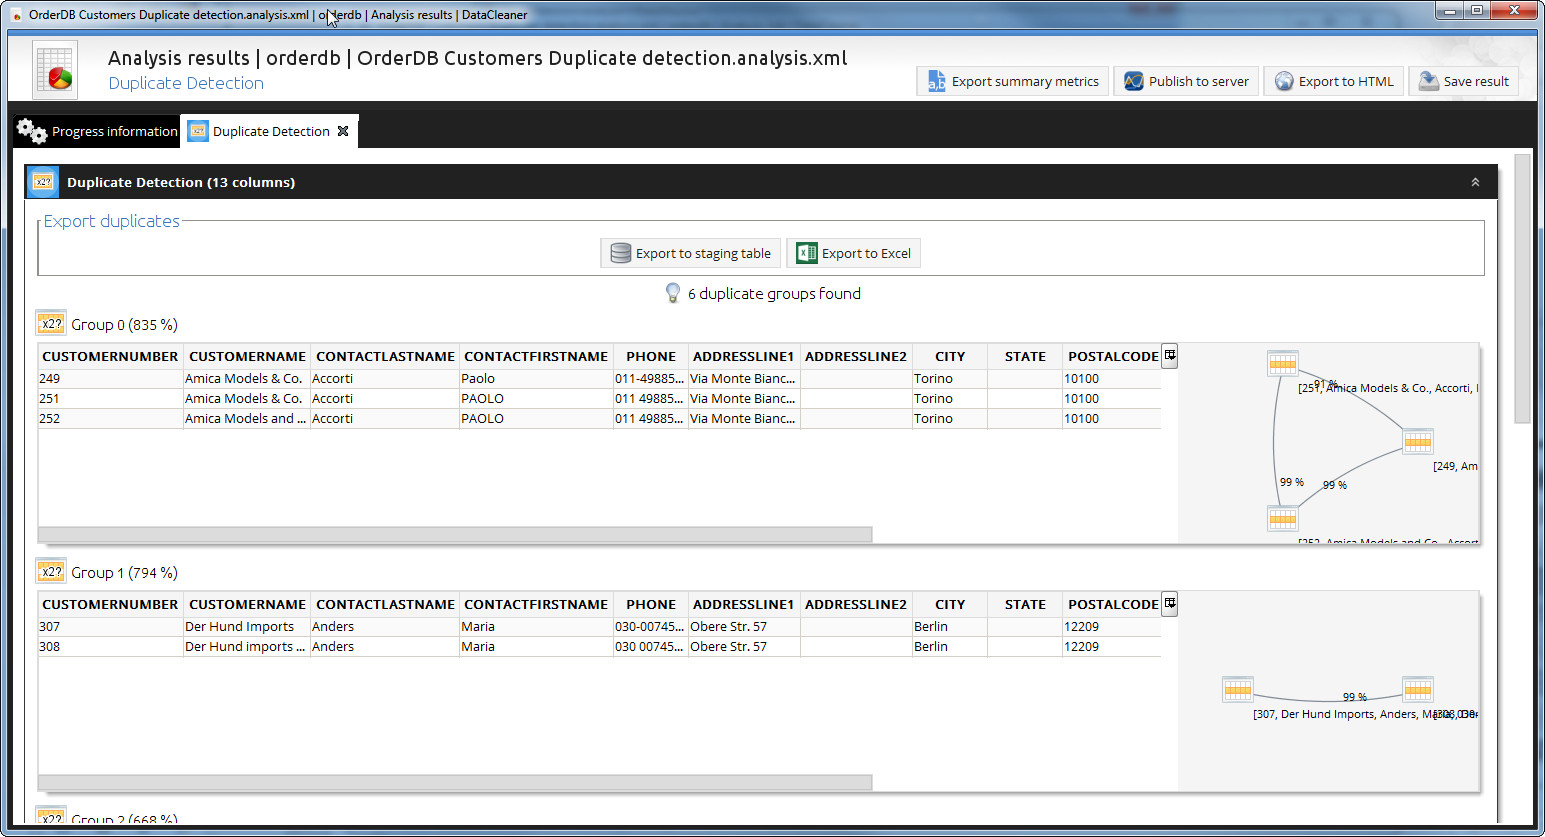 OrderDB Customers Duplicate detection.analysis.xml | orderdb | Analysis results | DataCleaner
Analysis results | orderdb | OrderDB Customers Duplicate detection.analysis.xml
Duplicate Detection
Export summary metrics Publish to server Export to HTML Save result
Progress information Duplicate Detection
Duplicate Detection (13 columns)
Export duplicates
Export to staging table Export to Excel
6 duplicate groups found
x2? Group 0 (835 %)
CUSTOMERNUMBER CUSTOMERNAME CONTACTLASTNAME CONTACTFIRSTNAME PHONE ADDRESSLINE1 ADDRESSLINE2 CITY STATE POSTALCODE
249 Amica Models & Co. Accorti Paolo 011-49885... Via Monte Bianc... Torino 10100
251 Amica Models & Co. Accorti PAOLO 011 49885... Via Monte Bianc... Torino 10100
252 Amica Models and ... Accorti PAOLO 011 49885... Via Monte Bianc... Torino 10100
91 %
[251, Amica Models & Co., Accorti,
[249, Am
99 % 99 %
[252, Amica Models and Co., Accort
x2? Group 1 (794 %)
CUSTOMERNUMBER CUSTOMERNAME CONTACTLASTNAME CONTACTFIRSTNAME PHONE ADDRESSLINE1 ADDRESSLINE2 CITY STATE POSTALCODE
307 Der Hund Imports Anders Maria 030-00745... Obere Str. 57 Berlin 12209
308 Der Hund imports ... Anders Maria 030 00745... Obere Str. 57 Berlin 12209
99 %
[307, Der Hund Imports, Anders,
x2? Group 2 (668 %)